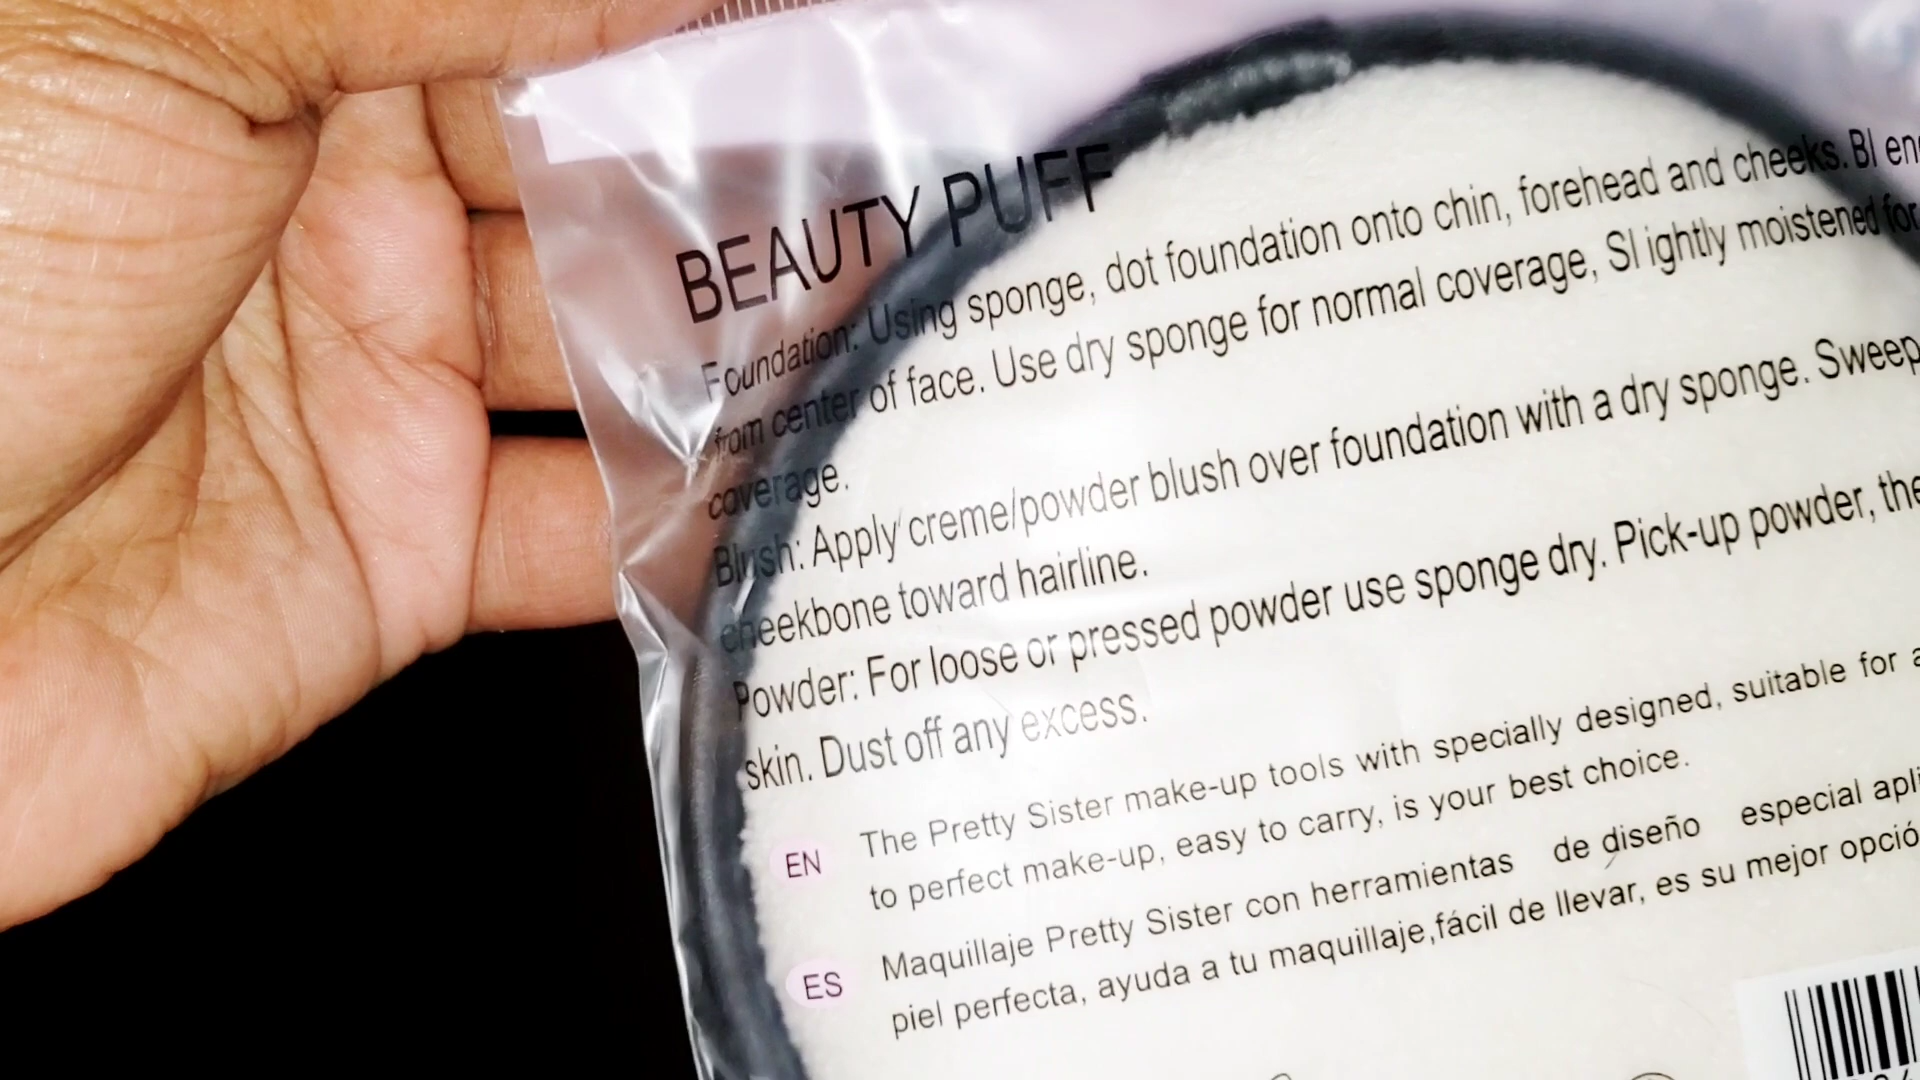 BEAUTY PUFF
Foundation: Using sponge, dot foundation onto chin, forehead and cheeks. Bl en
from center of face. Use dry sponge for normal coverage, Sl ightly moistened for
coverage.
Blush: Apply creme/powder blush over foundation with a dry sponge. Sweep
cheekbone toward hairline.
Powder: For loose or pressed powder use sponge dry. Pick-up powder, the
skin. Dust off any excess.
EN The Pretty Sister make-up tools with specially designed, suitable for a
to perfect make-up, easy to carry, is your best choice.
ES Maquillaje Pretty Sister con herramientas de diseño especial apli
piel perfecta, ayuda a tu maquillaje,fácil de llevar, es su mejor opció